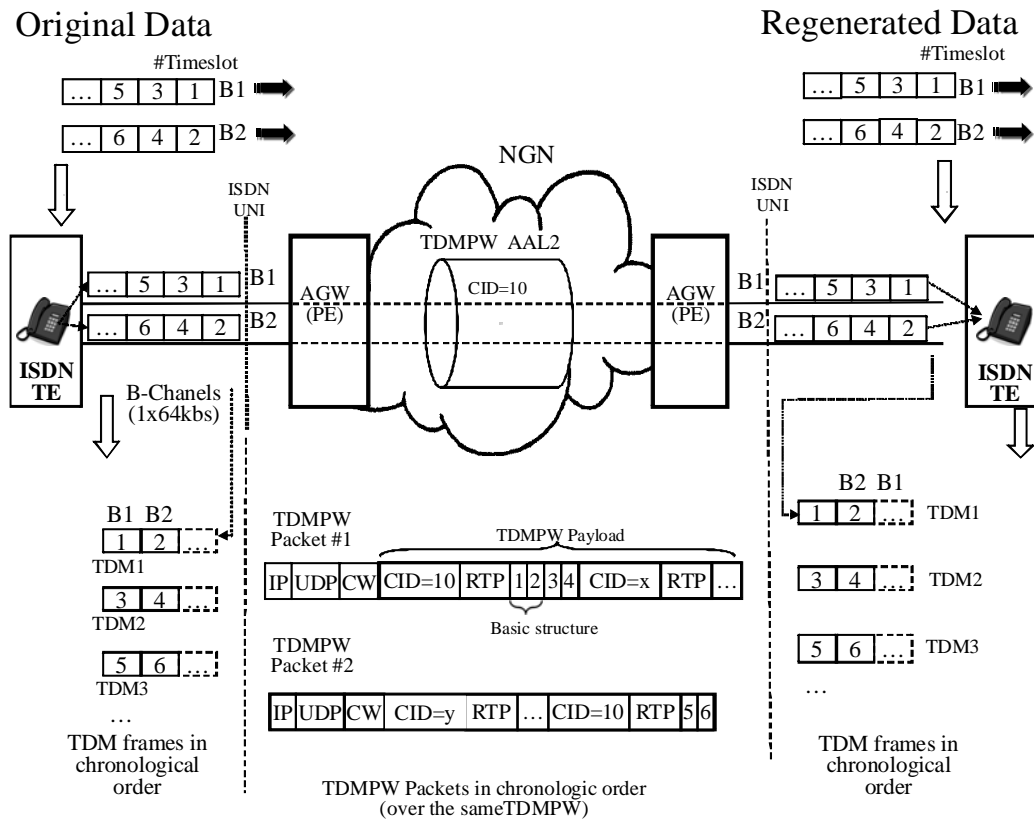 Original Data
Regenerated Data
#Timeslot
… 5 3 1 B1
… 6 4 2 B2
#Timeslot
… 5 3 1 B1
… 6 4 2 B2
NGN
ISDN
UNI
ISDN
UNI
TDMPW AAL2
CID=10
AGW
(PE)
AGW
(PE)
… 5 3 1 B1
… 6 4 2 B2
B1 … 5 3 1
B2 … 6 4 2
ISDN
TE
ISDN
TE
B-Chanels
(1x64kbs)
B1 B2
1 2 …
TDM1
3 4 …
TDM2
5 6 …
TDM3
…
TDM frames in
chronological
order
TDMPW
Packet #1
TDMPW Payload
IP UDP CW CID=10 RTP 1 2 3 4 CID=x RTP …
Basic structure
TDMPW
Packet #2
IP UDP CW CID=y RTP … CID=10 RTP 5 6
TDMPW Packets in chronologic order
(over the sameTDMPW)
B2 B1
1 2 … TDM1
3 4 … TDM2
5 6 … TDM3
…
TDM frames in
chronological
order